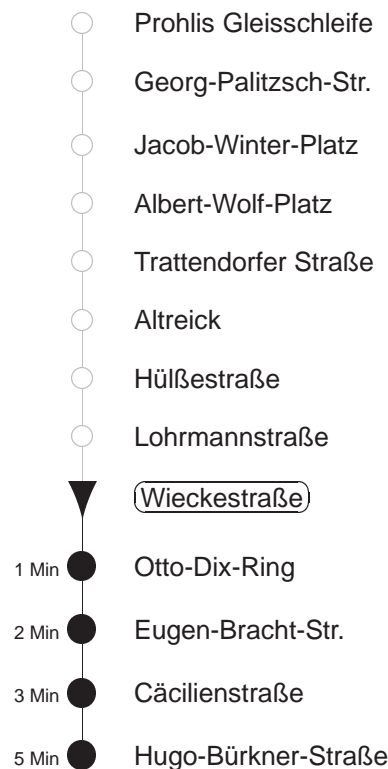 Prohlis Gleisschleife
Georg-Palitzsch-Str.
Jacob-Winter-Platz
Albert-Wolf-Platz
Trattendorfer Straße
Altreick
Hülßestraße
Lohrmannstraße
Wieckestraße
1 Min Otto-Dix-Ring
2 Min Eugen-Bracht-Str.
3 Min Cäcilienstraße
5 Min Hugo-Bürkner-Straße